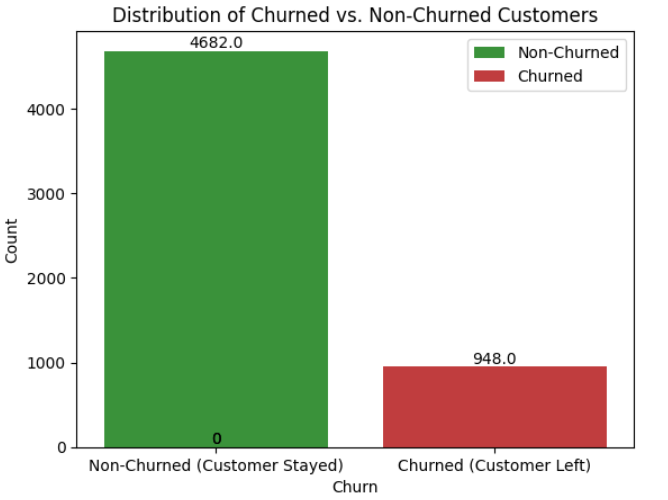 Distribution of Churned vs. Non-Churned Customers
4682.0
Non-Churned
Churned
4000
3000
2000
1000
0
948.0
0
Count
Non-Churned (Customer Stayed)
Churned (Customer Left)
Churn